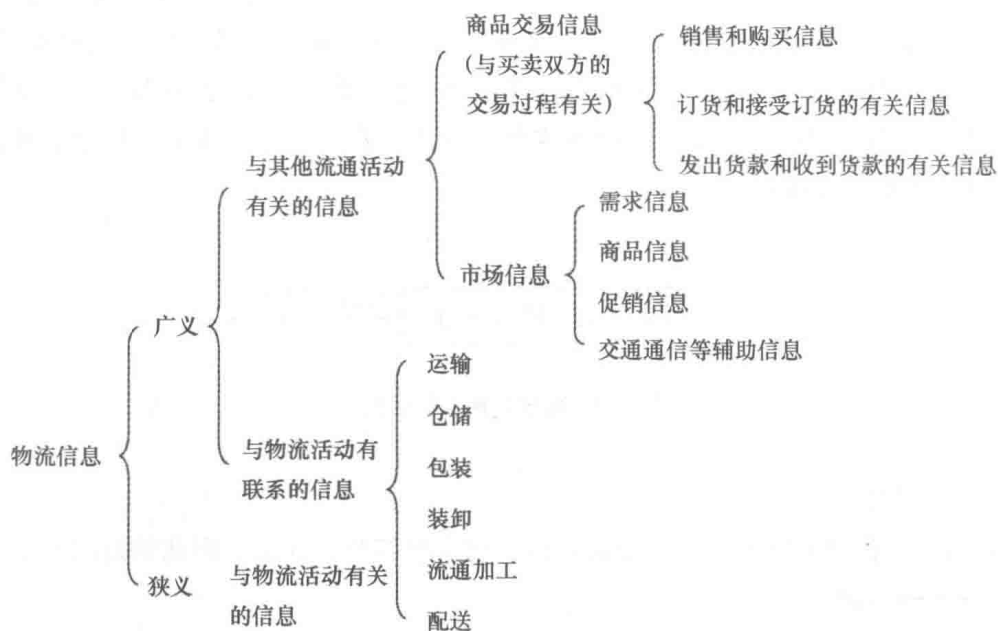 商品交易信息
(与买卖双方的
交易过程有关)
销售和购买信息
订货和接受订货的有关信息
发出货款和收到货款的有关信息
与其他流通活动
有关的信息
市场信息
需求信息
商品信息
促销信息
交通通信等辅助信息
广义
物流信息
与物流活动有
联系的信息
运输
仓储
包装
装卸
流通加工
配送
狭义
与物流活动有关
的信息